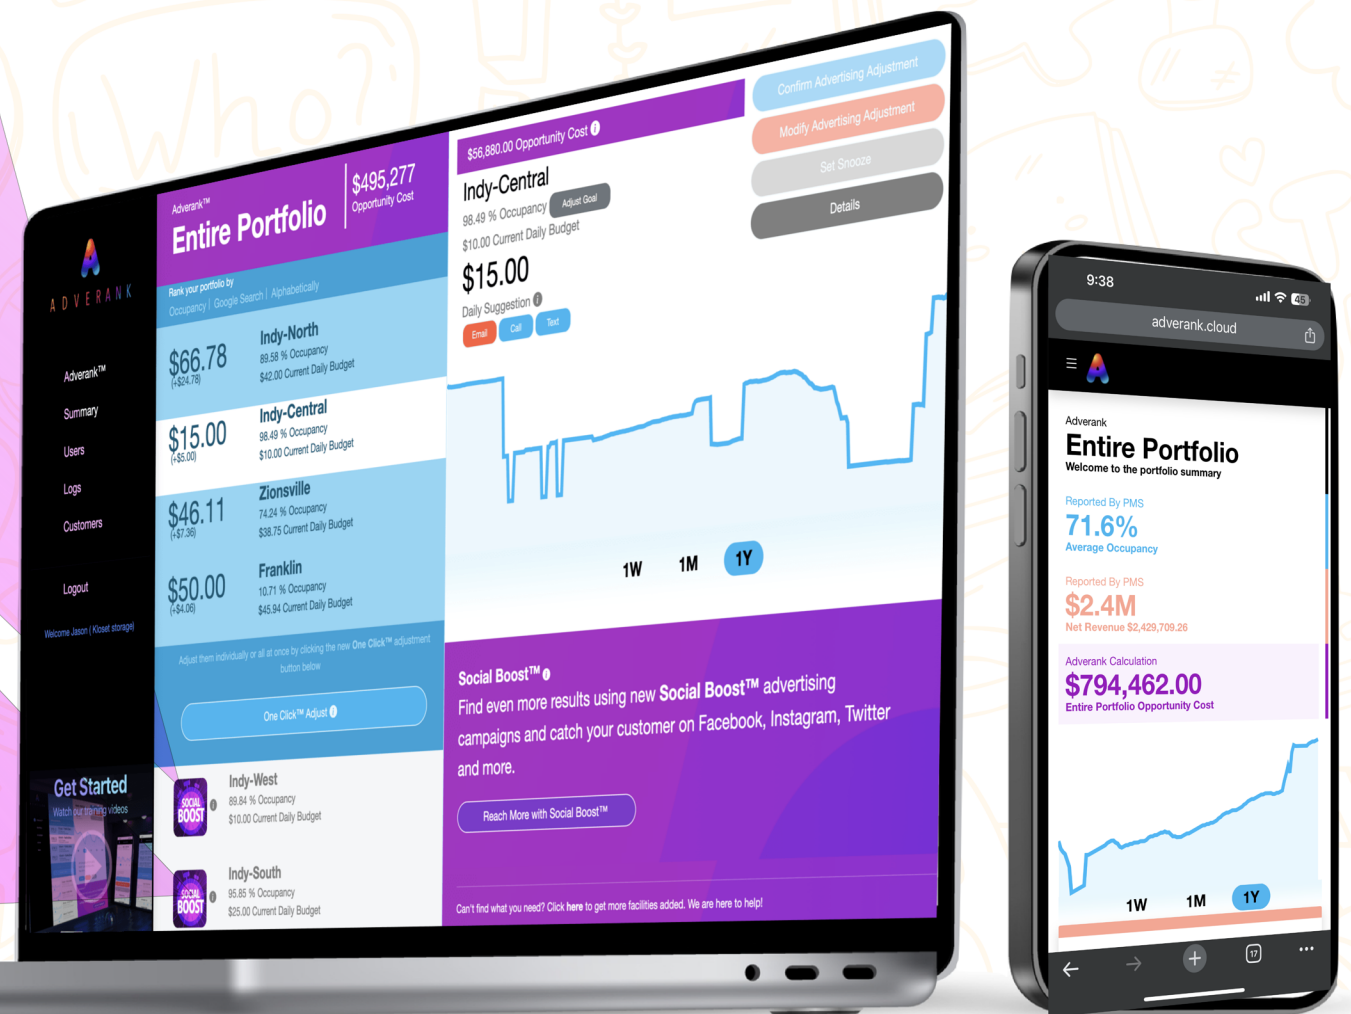 Who?
ADVERANK
Adverank™
Summary
Users
Logs
Customers
Logout
Welcome Jason ( Kloset storage)
Get Started
Watch our training videos
Adverank™
Entire Portfolio
$495,277
Opportunity Cost
Rank your portfolio by
Occupancy | Google Search | Alphabetically
$66.78
(+$24.78)
Indy-North
89.58 % Occupancy
$42.00 Current Daily Budget
$15.00
(+$5.00)
Indy-Central
98.49 % Occupancy
$10.00 Current Daily Budget
$46.11
(+$7.36)
Zionsville
74.24 % Occupancy
$38.75 Current Daily Budget
$50.00
(+$4.06)
Franklin
10.71 % Occupancy
$45.94 Current Daily Budget
Adjust them individually or all at once by clicking the new One Click™ adjustment
button below
One Click™ Adjust i
SOCIAL
BOOST
i
Indy-West
89.84 % Occupancy
$10.00 Current Daily Budget
SOCIAL
BOOST
i
Indy-South
95.85 % Occupancy
$25.00 Current Daily Budget
$56,880.00 Opportunity Cost i
Indy-Central
98.49 % Occupancy
Adjust Goal
$10.00 Current Daily Budget
$15.00
Daily Suggestion i
Email
Call
Text
Confirm Advertising Adjustment
Modify Advertising Adjustment
Set Snooze
Details
1W
1M
1Y
Social Boost™ i
Find even more results using new Social Boost™ advertising
campaigns and catch your customer on Facebook, Instagram, Twitter
and more.
Reach More with Social Boost™
Can't find what you need? Click here to get more facilities added. We are here to help!
9:38
45
adverank.cloud
Adverank
Entire Portfolio
Welcome to the portfolio summary
Reported By PMS
71.6%
Average Occupancy
Reported By PMS
$2.4M
Net Revenue $2,429,709.26
Adverank Calculation
$794,462.00
Entire Portfolio Opportunity Cost
1W
1M
1Y
17